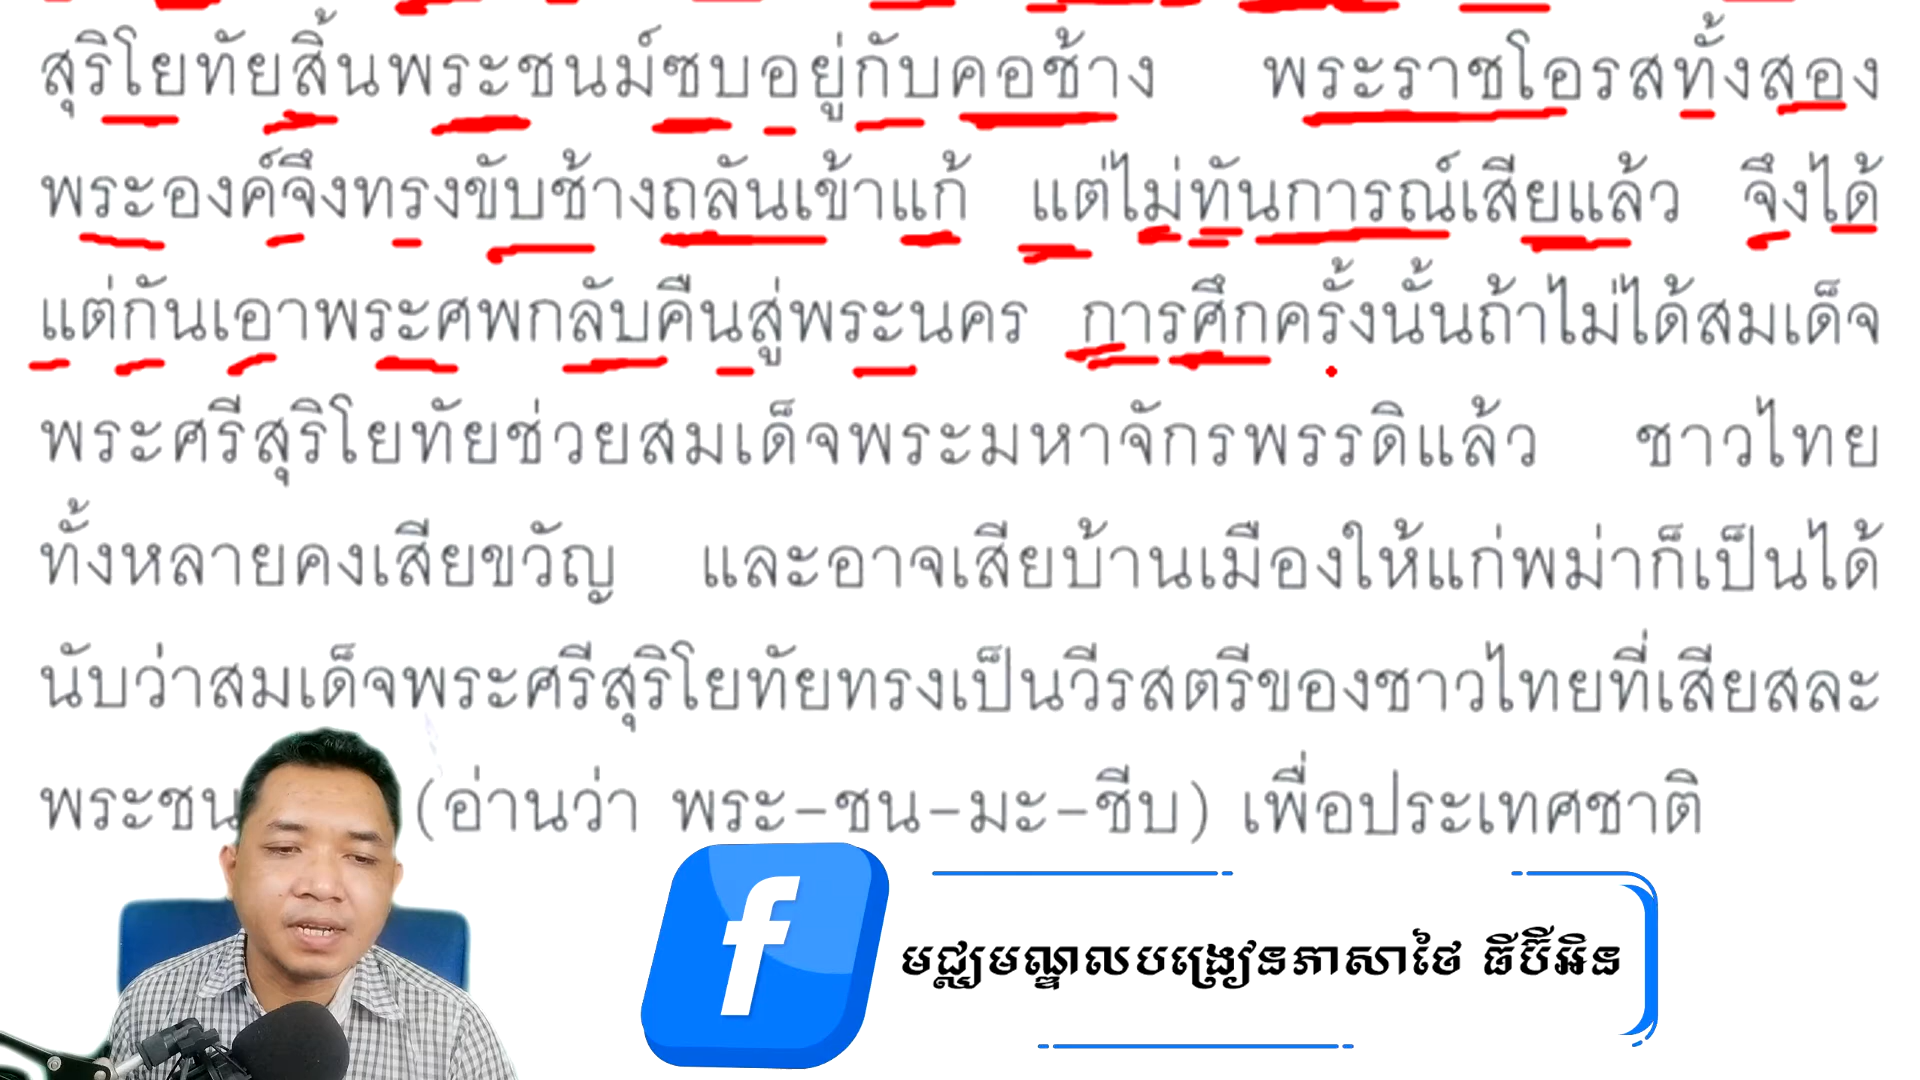 สุริโยทัยสิ้นพระชนม์ซบอยู่กับคอช้าง พระราชโอรสทั้งสอง
พระองค์จึงทรงขับช้างถลันเข้าแก้ แต่ไม่ทันการณ์เสียแล้ว จึงได้
แต่กันเอาพระศพกลับคืนสู่พระนคร การศึกครั้งนั้นถ้าไม่ได้สมเด็จ
พระศรีสุริโยทัยช่วยสมเด็จพระมหาจักรพรรดิแล้ว ชาวไทย
ทั้งหลายคงเสียขวัญ และอาจเสียบ้านเมืองให้แก่พม่าก็เป็นได้
นับว่าสมเด็จพระศรีสุริโยทัยทรงเป็นวีรสตรีของชาวไทยที่เสียสละ
พระชน (อ่านว่า พระ-ชน-มะ-ชีบ) เพื่อประเทศชาติ
f
មជ្ឈមណ្ឌលបង្រៀនភាសាថៃ ធីប៊ីអិន